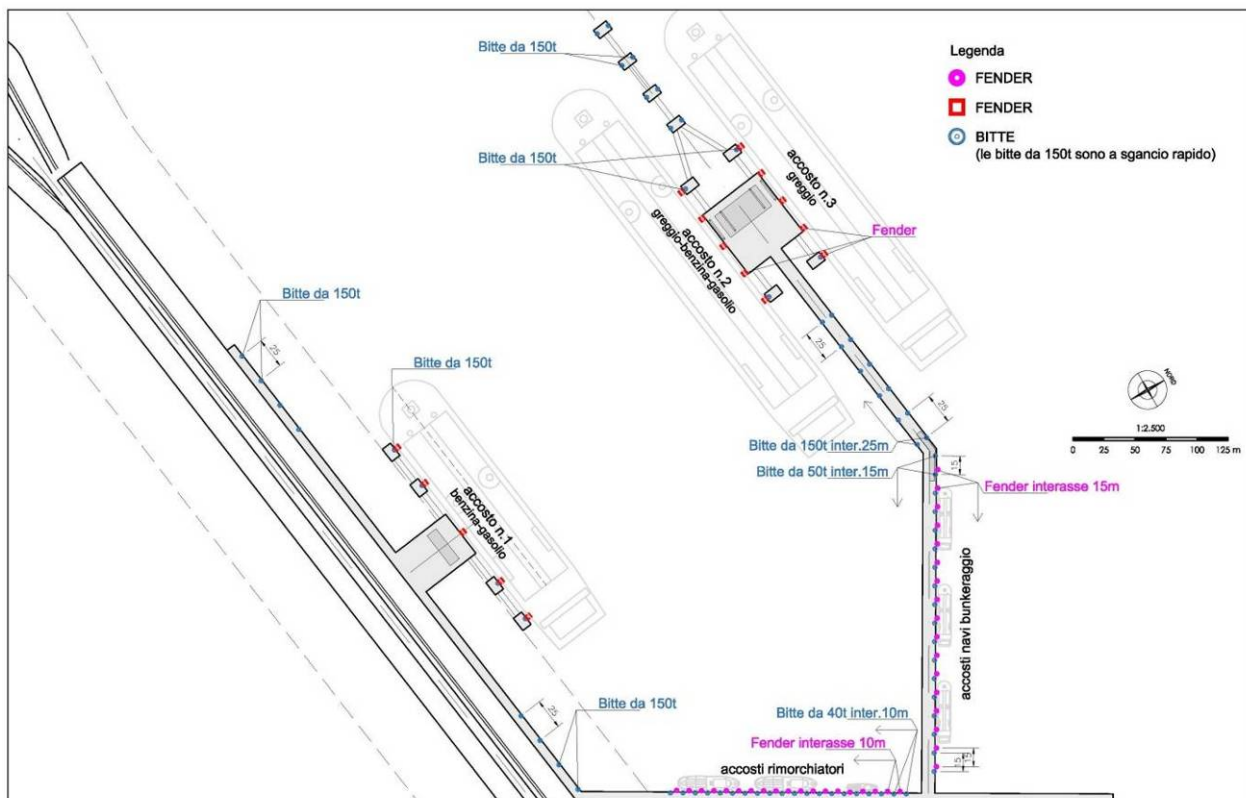 Bitte da 150t
Legenda
FENDER
FENDER
BITTE
(le bitte da 150t sono a sgancio rapido)
Bitte da 150t
accosto n.3
greggio
Fender
accosto n.2
greggio-benzina-gasolio
Bitte da 150t
25
25
Bitte da 150t
NORD
1:2.500
0 25 50 75 100 125 m
25
Bitte da 150t inter.25m
Bitte da 50t inter.15m
15
Fender interasse 15m
accosto n.1
benzina-gasolio
accosti navi bunkeraggio
Bitte da 150t
25
Bitte da 40t inter.10m
Fender interasse 10m
accosti rimorchiatori
15
15